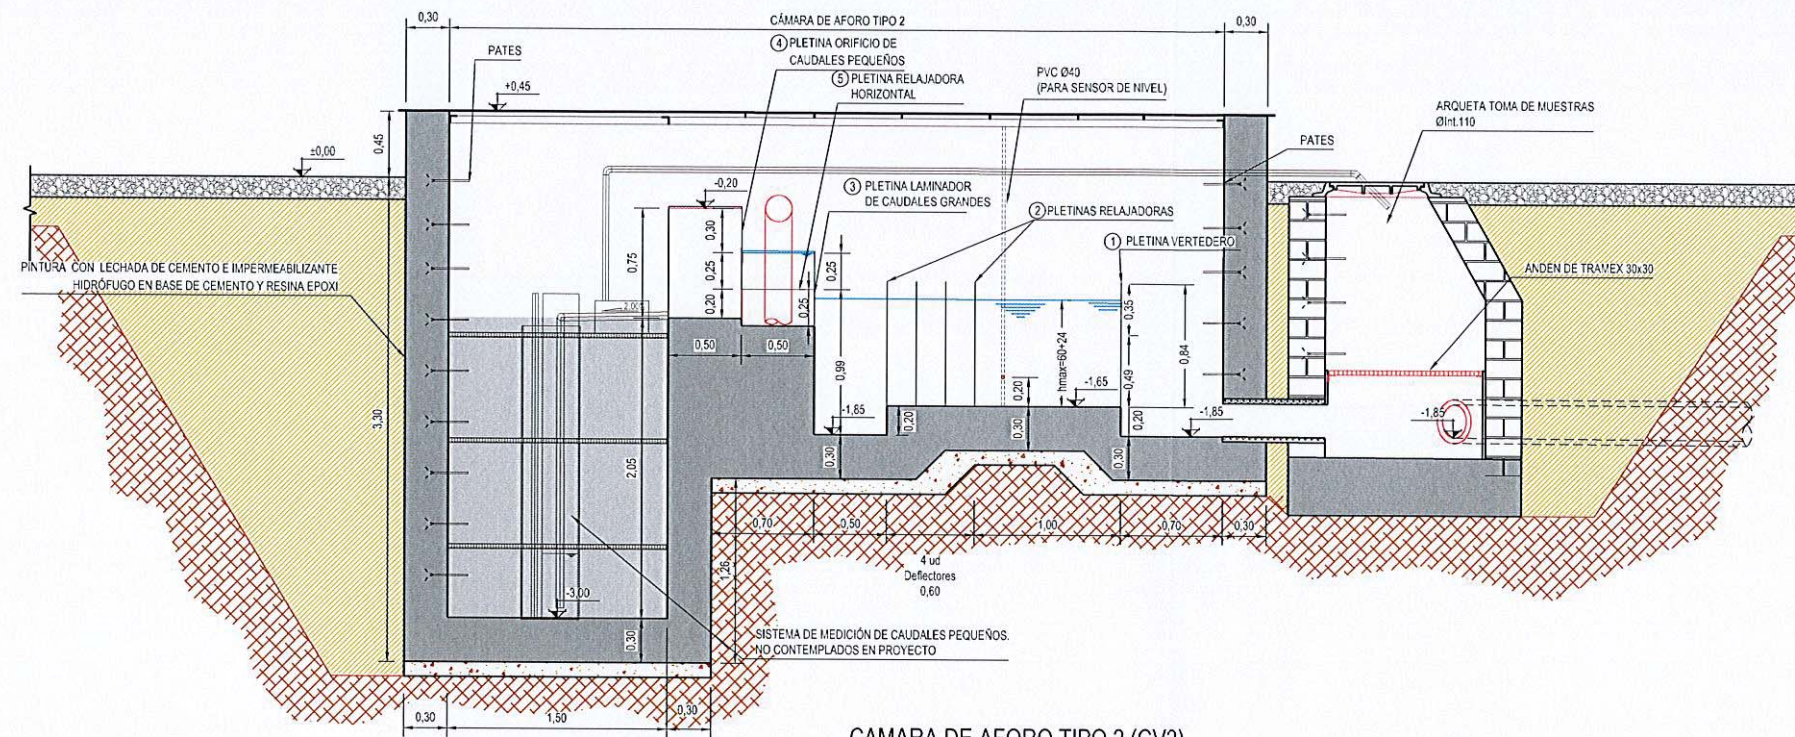 0,30
CÁMARA DE AFORO TIPO 2
0,30
PATES
④ PLETINA ORIFICIO DE
CAUDALES PEQUEÑOS
⑤ PLETINA RELAJADORA
HORIZONTAL
PVC Ø40
(PARA SENSOR DE NIVEL)
+0,45
ARQUETA TOMA DE MUESTRAS
ØInt.110
PATES
0,45
±0,00
-0,20
③ PLETINA LAMINADOR
DE CAUDALES GRANDES
② PLETINAS RELAJADORAS
① PLETINA VERTEDERO
0,75
0,30
0,25
0,20
0,25
0,25
PINTURA CON LECHADA DE CEMENTO E IMPERMEABILIZANTE
HIDRÓFUGO EN BASE DE CEMENTO Y RESINA EPOXI
ANDEN DE TRAMEX 30x30
0,35
0,84
0,49
0,50
0,50
0,99
hmax=60+24
0,20
-1,65
-1,85
0,20
0,30
0,30
0,20
-1,85
0,30
-1,85
3,30
2,05
0,70
0,50
1,00
0,70
0,30
4 ud
Deflectores
0,60
1,26
-3,00
0,30
SISTEMA DE MEDICIÓN DE CAUDALES PEQUEÑOS.
NO CONTEMPLADOS EN PROYECTO
0,30
1,50
0,30
CAMARA DE AFORO TIPO 2 (CV2)